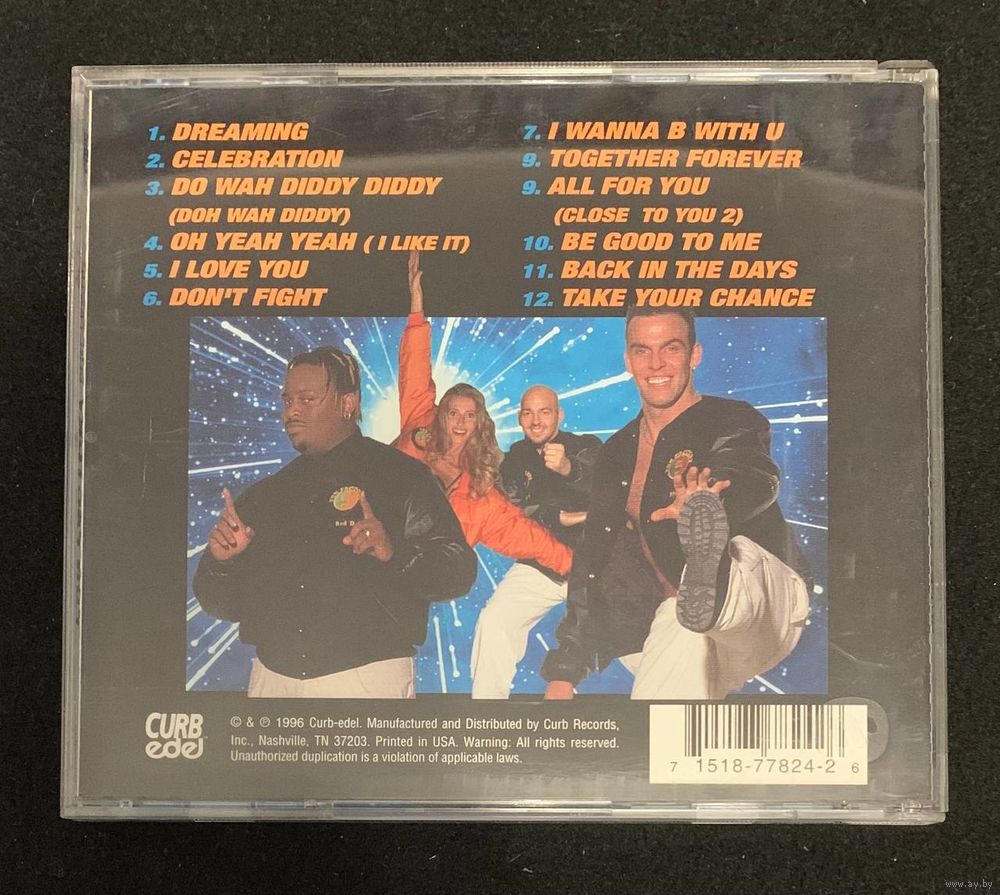 1. DREAMING
2. CELEBRATION
3. DO WAH DIDDY DIDDY
(DOH WAH DIDDY)
4. OH YEAH YEAH ( I LIKE IT)
5. I LOVE YOU
6. DON'T FIGHT
7. I WANNA B WITH U
9. TOGETHER FOREVER
9. ALL FOR YOU
(CLOSE TO YOU 2)
10. BE GOOD TO ME
11. BACK IN THE DAYS
12. TAKE YOUR CHANCE
CURB
edel
© & ℗ 1996 Curb-edel. Manufactured and Distributed by Curb Records,
Inc., Nashville, TN 37203. Printed in USA. Warning: All rights reserved.
Unauthorized duplication is a violation of applicable laws.
7 1518-77824-2 6
www.ay.by